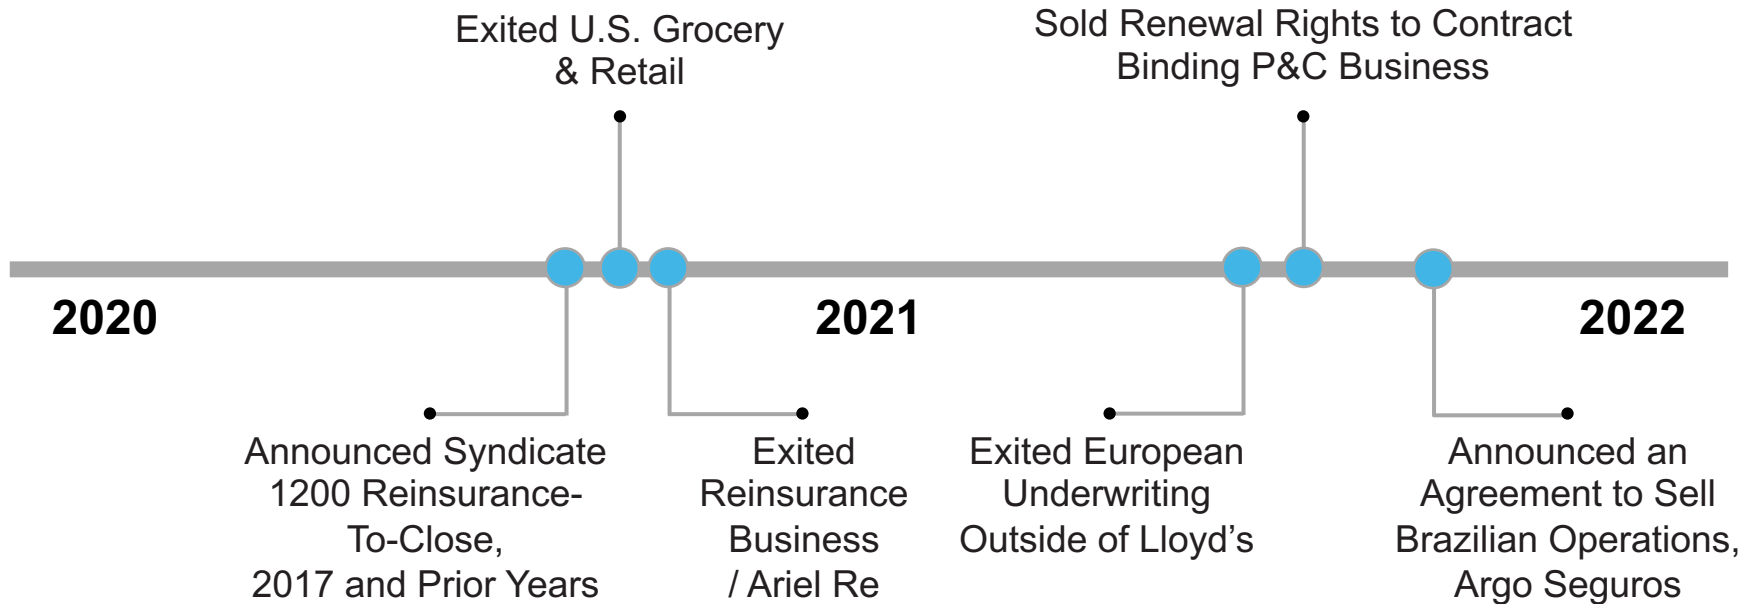 Exited U.S. Grocery
& Retail
Sold Renewal Rights to Contract
Binding P&C Business
2020
2021
2022
Announced Syndicate
1200 Reinsurance-
To-Close,
2017 and Prior Years
Exited
Reinsurance
Business
/ Ariel Re
Exited European
Underwriting
Outside of Lloyd’s
Announced an
Agreement to Sell
Brazilian Operations,
Argo Seguros